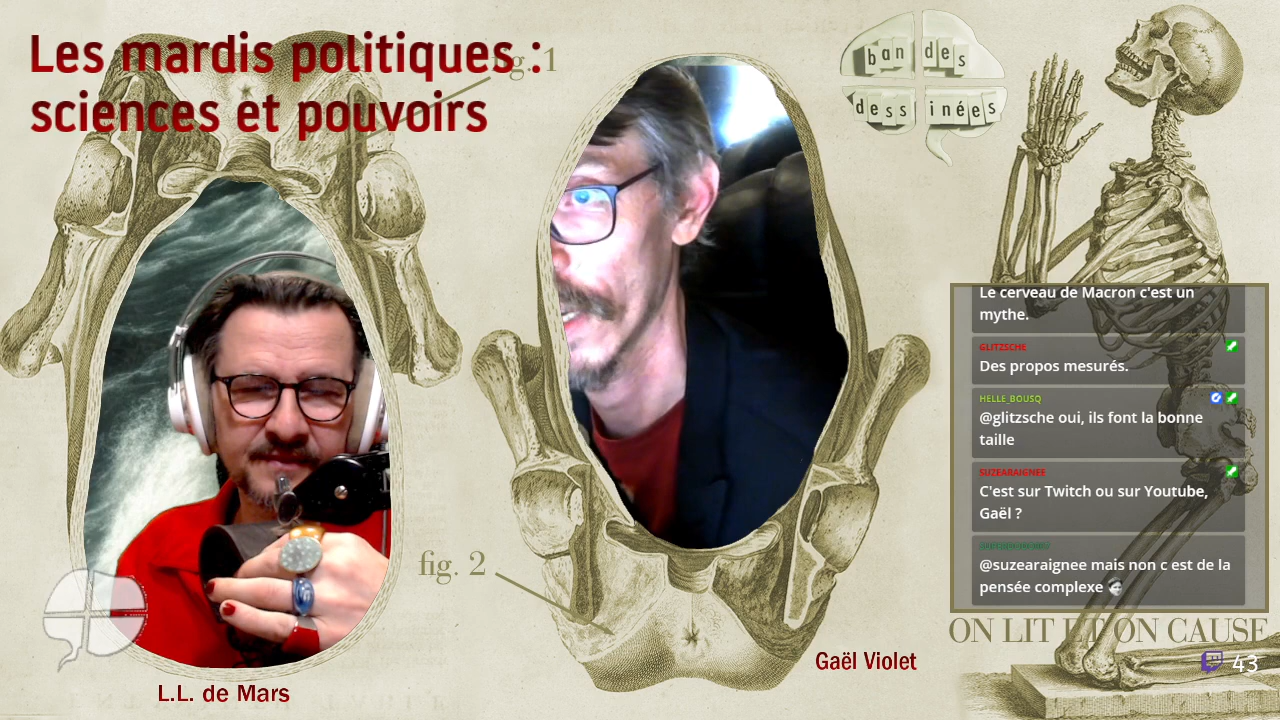 Les mardis politiques :
sciences et pouvoirs
fig. 1
ban des
dess inées
Le cerveau de Macron c'est un
mythe.
GLITZSCHE
Des propos mesurés.
HELLE_BOUSQ
@glitzsche oui, ils font la bonne
taille
SUZEARAIGNEE
C'est sur Twitch ou sur Youtube,
Gaël ?
@suzearaignee mais non c est de la
pensée complexe
fig. 2
ON LIT ET ON CAUSE
43
Gaël Violet
L.L. de Mars